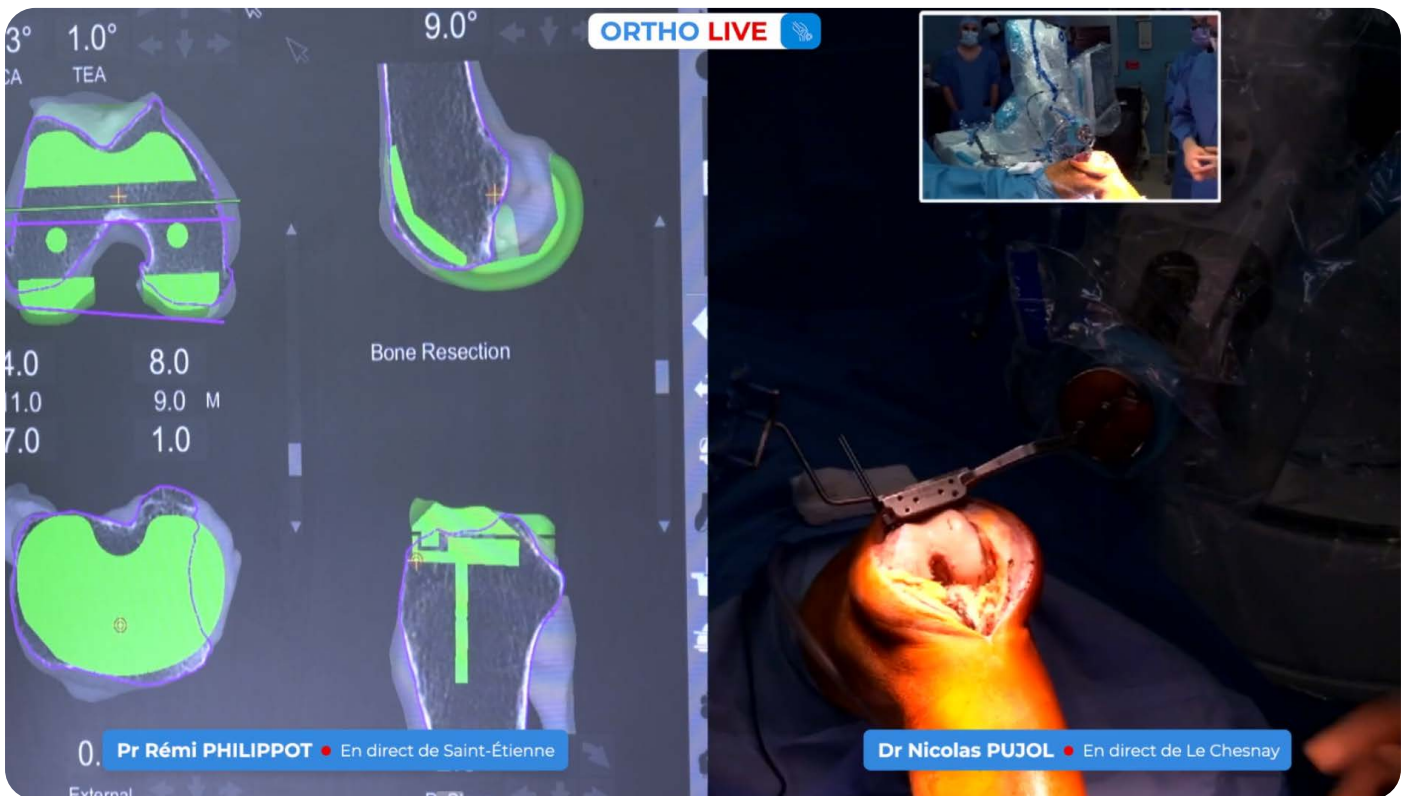 ORTHO LIVE
3° 1.0°
CA TEA
9.0°
Bone Resection
4.0 8.0
11.0 9.0 M
7.0 1.0
0.
External
Pr Rémi PHILIPPOT • En direct de Saint-Étienne
Dr Nicolas PUJOL • En direct de Le Chesnay